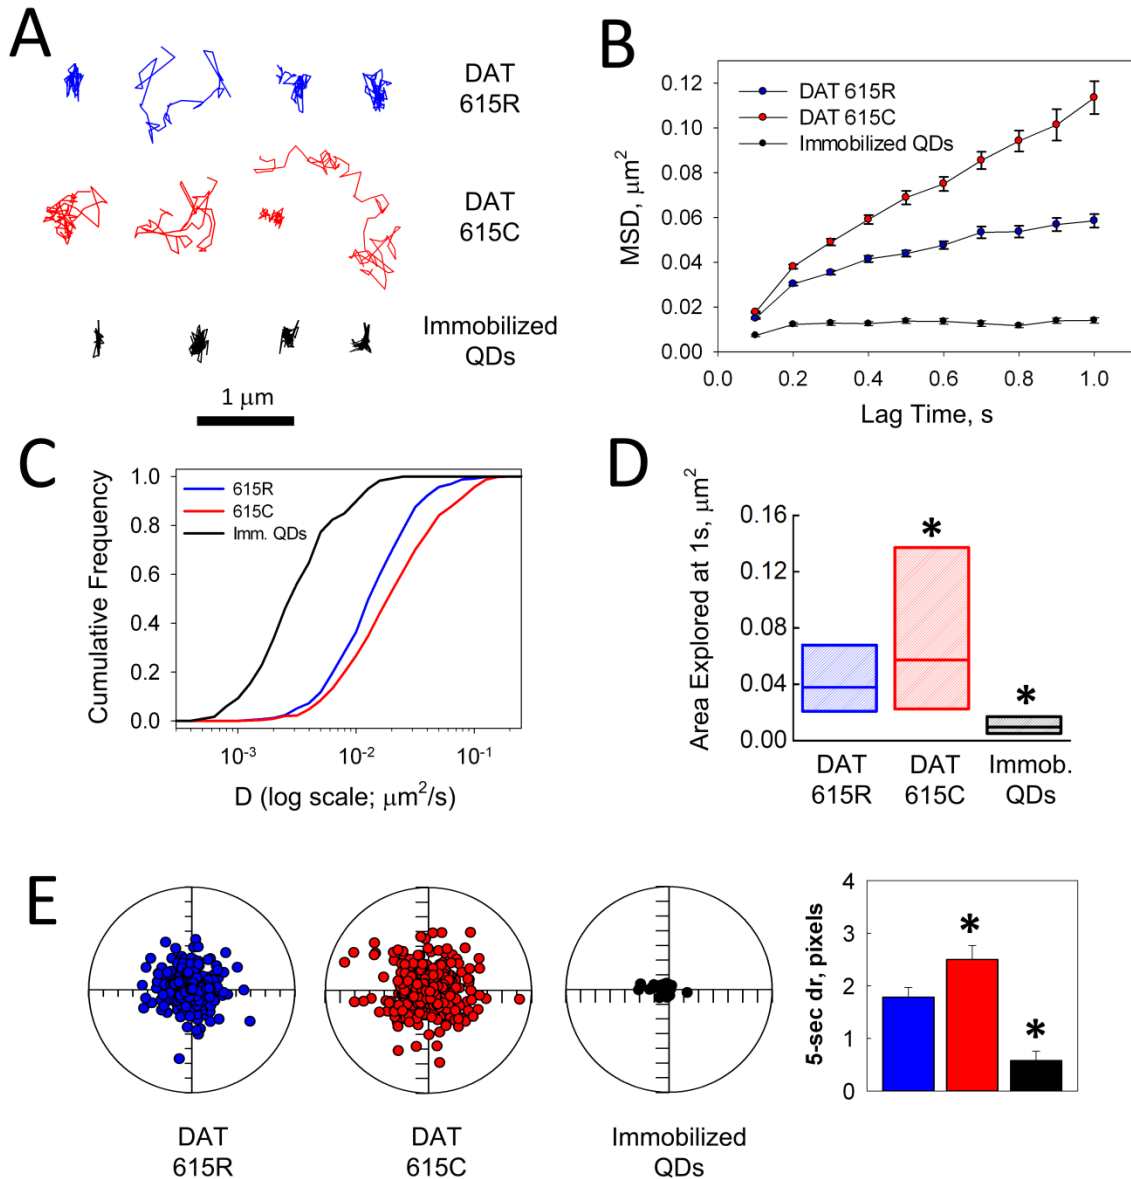 A
DAT
615R
DAT
615C
Immobilized
QDs
1 μm
B
MSD, μm²
0.12
0.10
0.08
0.06
0.04
0.02
0.00
DAT 615R
DAT 615C
Immobilized QDs
0.0 0.2 0.4 0.6 0.8 1.0
Lag Time, s
C
Cumulative Frequency
1.0
0.8
0.6
0.4
0.2
0.0
615R
615C
Imm. QDs
10⁻³ 10⁻² 10⁻¹
D (log scale; μm²/s)
D
Area Explored at 1s, μm²
0.16
0.12
0.08
0.04
0.00
*
*
DAT
615R
DAT
615C
Immob.
QDs
E
DAT
615R
DAT
615C
Immobilized
QDs
5-sec dr, pixels
4
3
2
1
0
*
*